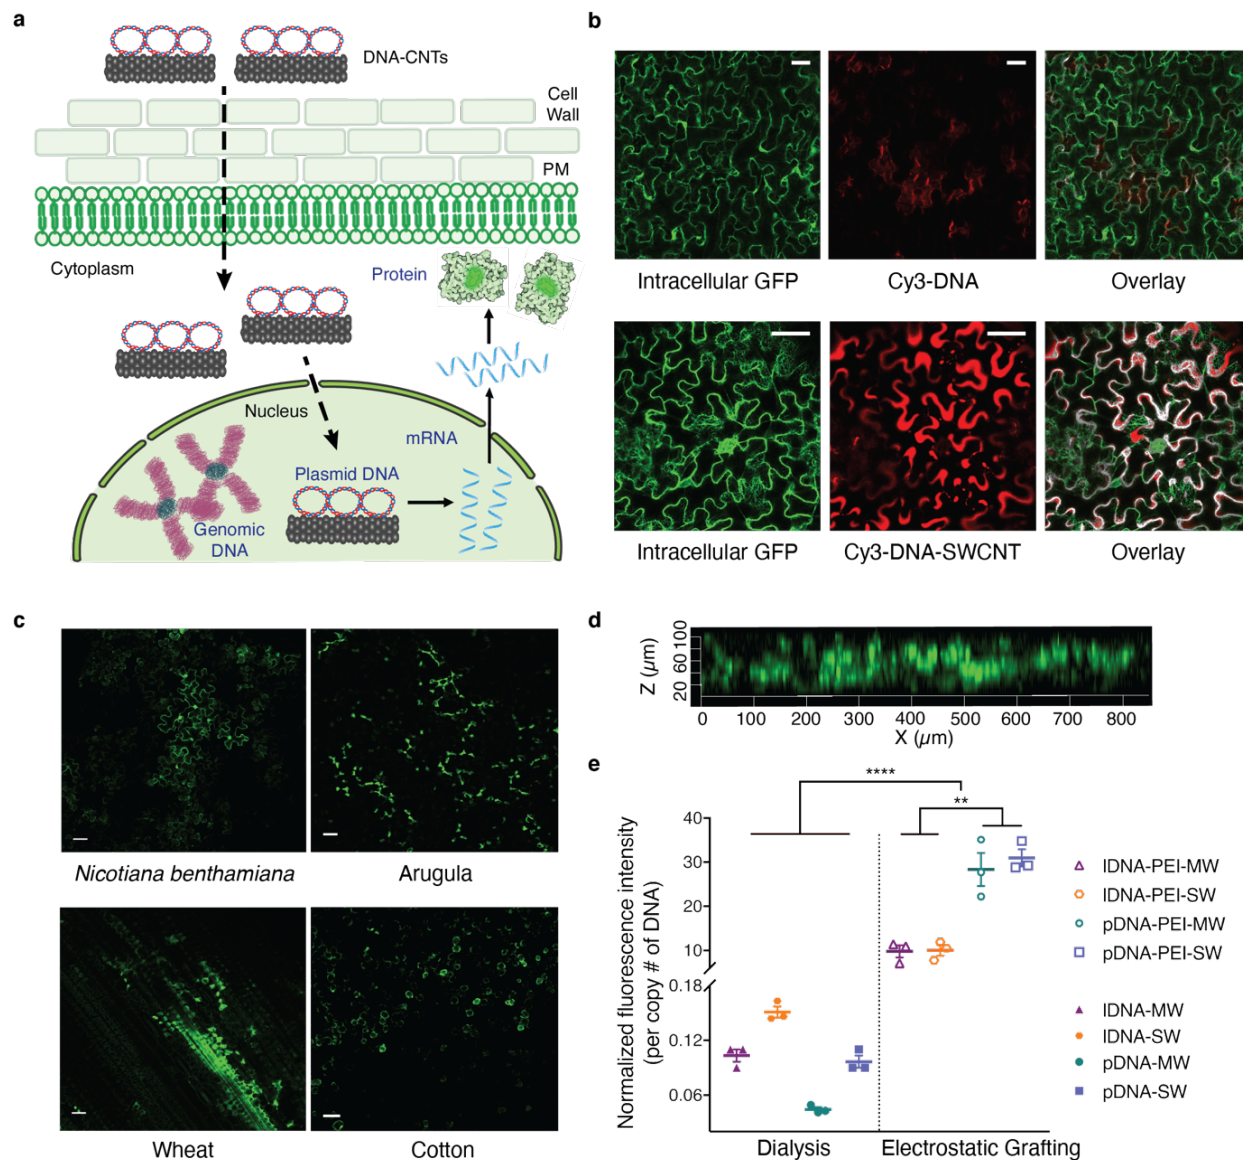 a
DNA-CNTs
Cell
Wall
PM
Cytoplasm
Protein
Nucleus
mRNA
Plasmid DNA
Genomic
DNA
b
Intracellular GFP
Cy3-DNA
Overlay
Intracellular GFP
Cy3-DNA-SWCNT
Overlay
c
Nicotiana benthamiana
Arugula
Wheat
Cotton
d
Z (µm)
100
60
20
0 100 200 300 400 500 600 700 800
X (µm)
e
****
**
Normalized fluorescence intensity
(per copy # of DNA)
40
30
20
10
0.18
0.12
0.06
Dialysis
Electrostatic Grafting
lDNA-PEI-MW
lDNA-PEI-SW
pDNA-PEI-MW
pDNA-PEI-SW
lDNA-MW
lDNA-SW
pDNA-MW
pDNA-SW